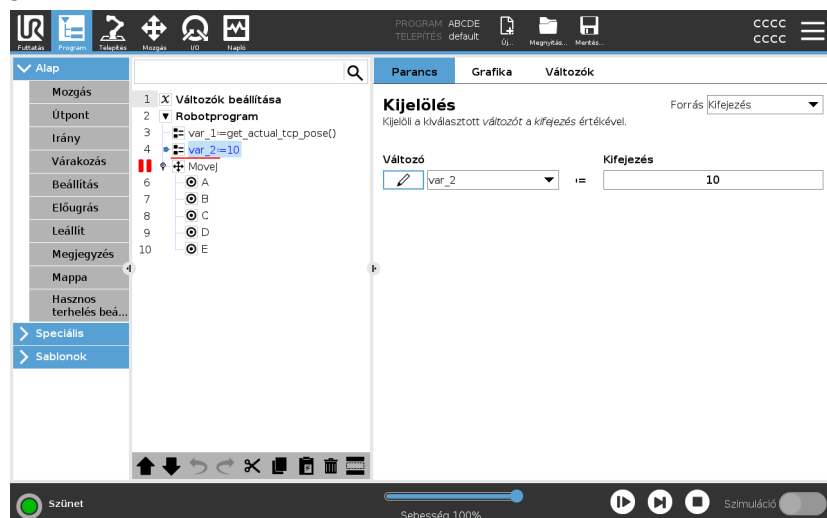 UR
Futtatás Program Telepítés Mozgás I/O Napló
PROGRAM ABCDE
TELEPÍTÉS default
Új... Megnyitás... Mentés...
cccc
cccc
Alap
Mozgás
Útpont
Irány
Várakozás
Beállítás
Előugrás
Leállít
Megjegyzés
Mappa
Hasznos
terhelés beá...
Speciális
Sablonok
1 X Változók beállítása
2 Robotprogram
3 var_1:=get_actual_tcp_pose()
4 var_2:=10
MoveJ
6 A
7 B
8 C
9 D
10 E
Parancs Grafika Változók
Kijelölés
Forrás Kifejezés
Kijelöli a kiválasztott változót a kifejezés értékével.
Változó Kifejezés
var_2 := 10
Szünet
Sebesség 100%
Szimuláció